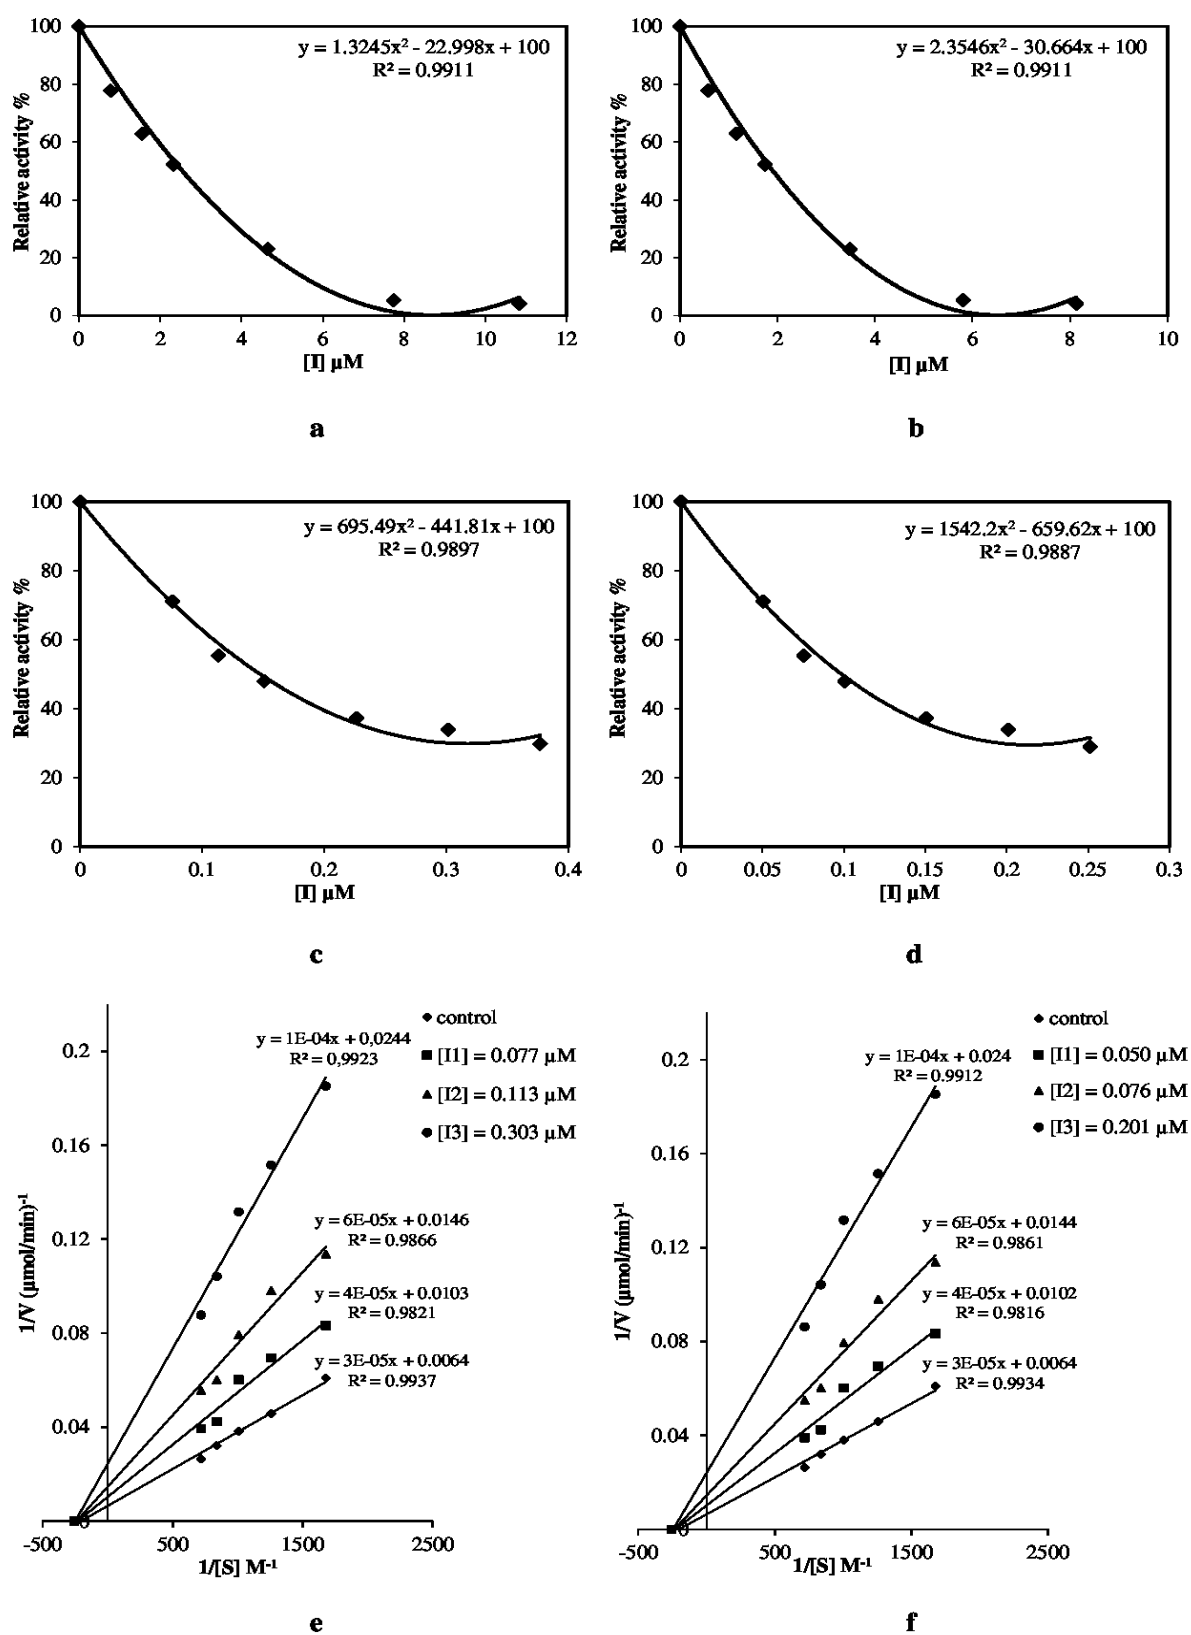 y = 1.3245x² - 22.998x + 100
R² = 0.9911
Relative activity %
100
80
60
40
20
0
0 2 4 6 8 10 12
[I] µM
a
y = 2.3546x² - 30.664x + 100
R² = 0.9911
Relative activity %
100
80
60
40
20
0
0 2 4 6 8 10
[I] µM
b
y = 695.49x² - 441.81x + 100
R² = 0.9897
Relative activity %
100
80
60
40
20
0
0 0.1 0.2 0.3 0.4
[I] µM
c
y = 1542.2x² - 659.62x + 100
R² = 0.9887
Relative activity %
100
80
60
40
20
0
0 0.05 0.1 0.15 0.2 0.25 0.3
[I] µM
d
control
[I1] = 0.077 µM
[I2] = 0.113 µM
[I3] = 0.303 µM
y = 1E-04x + 0,0244
R² = 0,9923
y = 6E-05x + 0.0146
R² = 0.9866
y = 4E-05x + 0.0103
R² = 0.9821
y = 3E-05x + 0.0064
R² = 0.9937
1/V (µmol/min)⁻¹
0.2
0.16
0.12
0.08
0.04
0
-500 500 1500 2500
1/[S] M⁻¹
e
control
[I1] = 0.050 µM
[I2] = 0.076 µM
[I3] = 0.201 µM
y = 1E-04x + 0.024
R² = 0.9912
y = 6E-05x + 0.0144
R² = 0.9861
y = 4E-05x + 0.0102
R² = 0.9816
y = 3E-05x + 0.0064
R² = 0.9934
1/V (µmol/min)⁻¹
0.2
0.16
0.12
0.08
0.04
0
-500 500 1500 2500
1/[S] M⁻¹
f